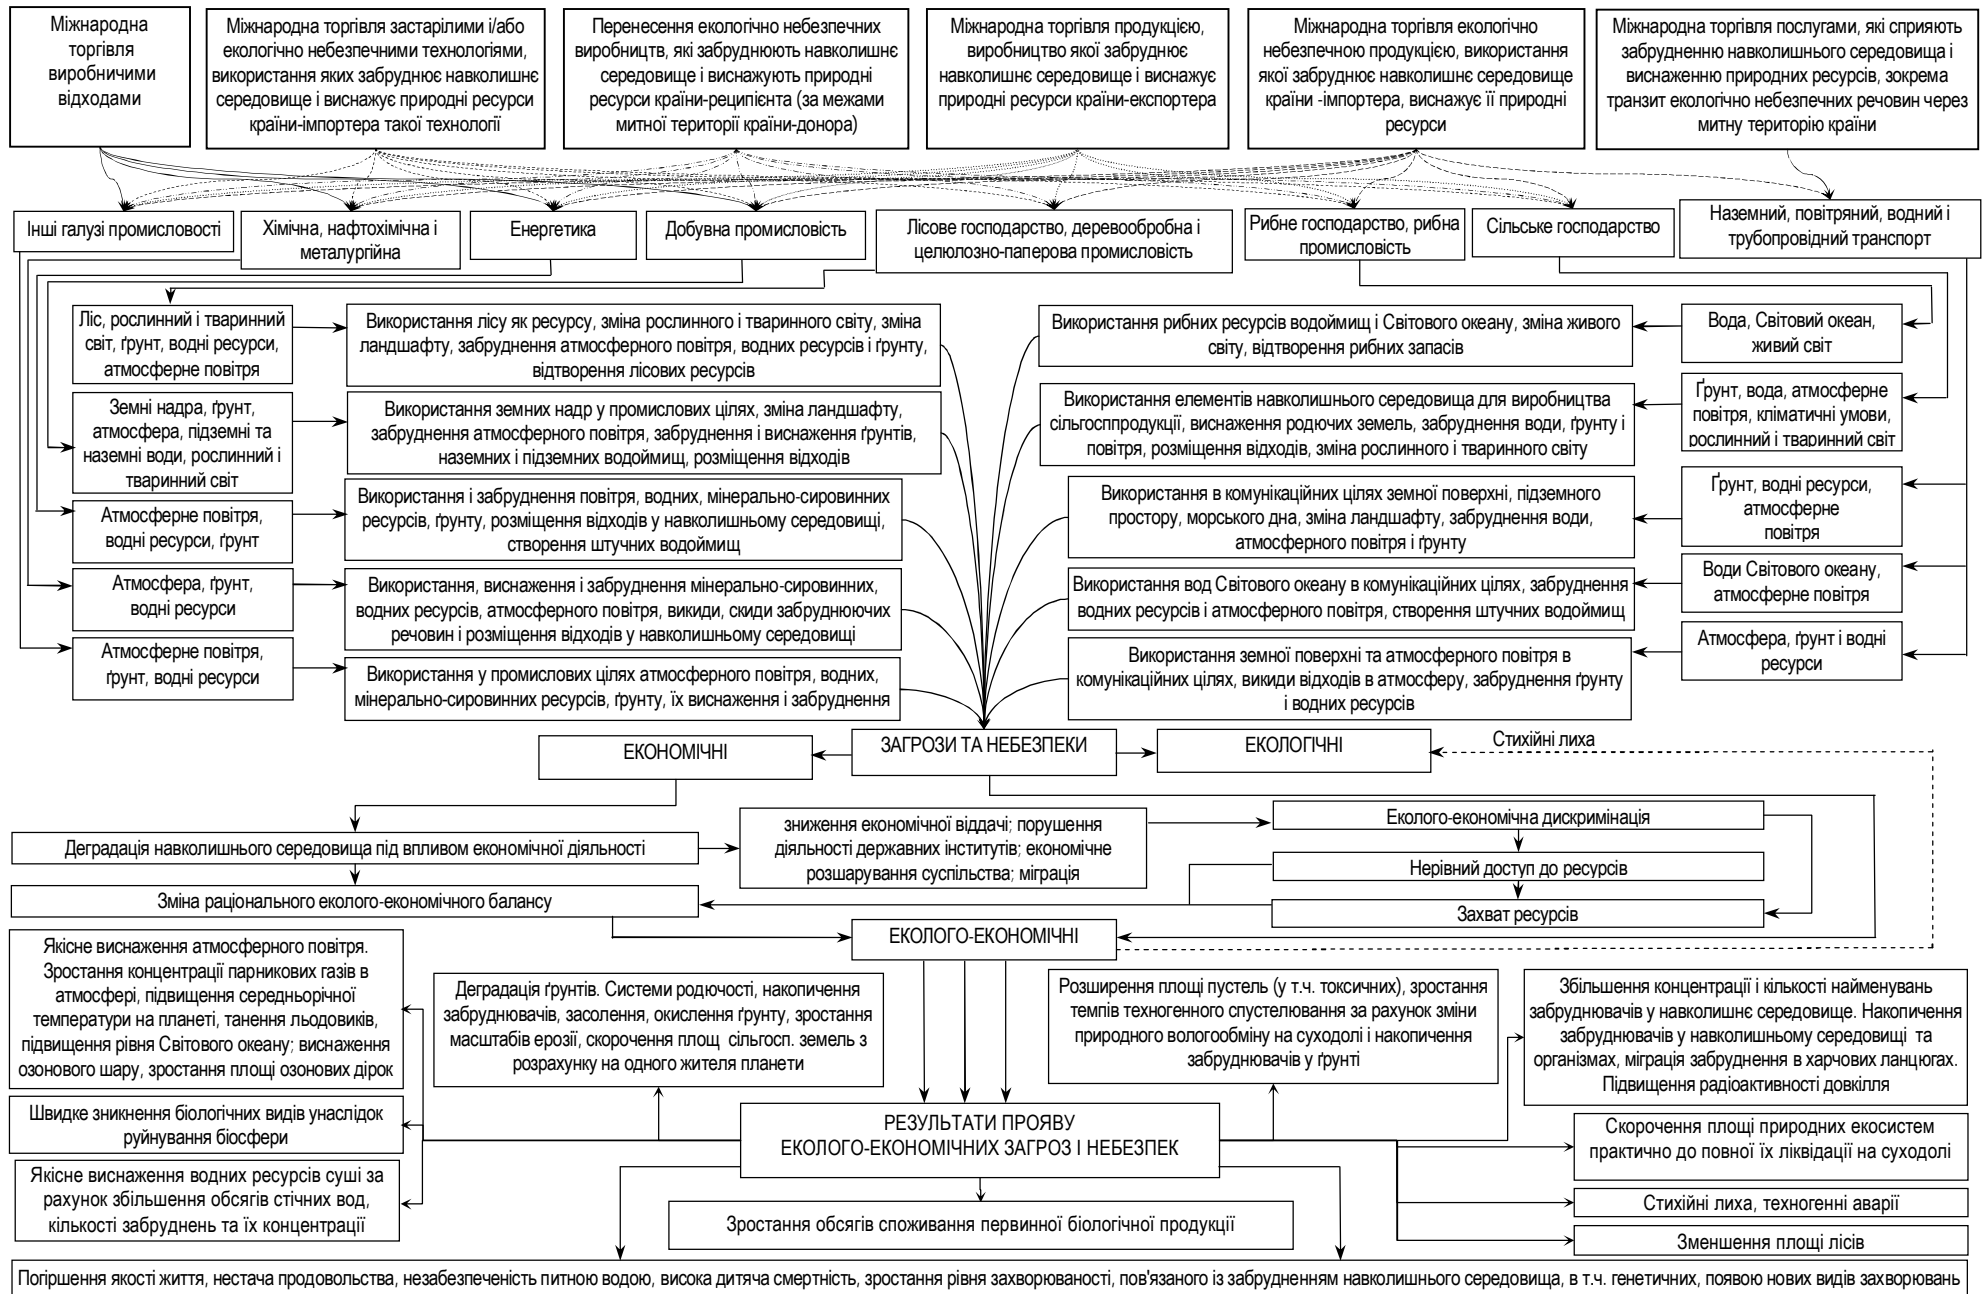 Міжнародна
торгівля
виробничими
відходами
Міжнародна торгівля застарілими і/або
екологічно небезпечними технологіями,
використання яких забруднює навколишнє
середовище і виснажує природні ресурси
країни-імпортера такої технології
Перенесення екологічно небезпечних
виробництв, які забруднюють навколишнє
середовище і виснажують природні
ресурси країни-реципієнта (за межами
митної території країни-донора)
Міжнародна торгівля продукцією,
виробництво якої забруднює
навколишнє середовище і виснажує
природні ресурси країни-експортера
Міжнародна торгівля екологічно
небезпечною продукцією, використання
якої забруднює навколишнє середовище
країни -імпортера, виснажує її природні
ресурси
Міжнародна торгівля послугами, які сприяють
забрудненню навколишнього середовища і
виснаженню природних ресурсів, зокрема
транзит екологічно небезпечних речовин через
митну територію країни
Інші галузі промисловості
Хімічна, нафтохімічна і
металургійна
Енергетика
Добувна промисловість
Лісове господарство, деревообробна і
целюлозно-паперова промисловість
Рибне господарство, рибна
промисловість
Сільське господарство
Наземний, повітряний, водний і
трубопровідний транспорт
Ліс, рослинний і тваринний
світ, ґрунт, водні ресурси,
атмосферне повітря
Використання лісу як ресурсу, зміна рослинного і тваринного світу, зміна
ландшафту, забруднення атмосферного повітря, водних ресурсів і ґрунту,
відтворення лісових ресурсів
Використання рибних ресурсів водоймищ і Світового океану, зміна живого
світу, відтворення рибних запасів
Вода, Світовий океан,
живий світ
Земні надра, ґрунт,
атмосфера, підземні та
наземні води, рослинний і
тваринний світ
Використання земних надр у промислових цілях, зміна ландшафту,
забруднення атмосферного повітря, забруднення і виснаження ґрунтів,
наземних і підземних водоймищ, розміщення відходів
Використання елементів навколишнього середовища для виробництва
сільгосппродукції, виснаження родючих земель, забруднення води, ґрунту і
повітря, розміщення відходів, зміна рослинного і тваринного світу
Ґрунт, вода, атмосферне
повітря, кліматичні умови,
рослинний і тваринний світ
Атмосферне повітря,
водні ресурси, ґрунт
Використання і забруднення повітря, водних, мінерально-сировинних
ресурсів, ґрунту, розміщення відходів у навколишньому середовищі,
створення штучних водоймищ
Використання в комунікаційних цілях земної поверхні, підземного
простору, морського дна, зміна ландшафту, забруднення води,
атмосферного повітря і ґрунту
Ґрунт, водні ресурси,
атмосферне
повітря
Атмосфера, ґрунт,
водні ресурси
Використання, виснаження і забруднення мінерально-сировинних,
водних ресурсів, атмосферного повітря, викиди, скиди забруднюючих
речовин і розміщення відходів у навколишньому середовищі
Використання вод Світового океану в комунікаційних цілях, забруднення
водних ресурсів і атмосферного повітря, створення штучних водоймищ
Води Світового океану,
атмосферне повітря
Атмосферне повітря,
ґрунт, водні ресурси
Використання у промислових цілях атмосферного повітря, водних,
мінерально-сировинних ресурсів, ґрунту, їх виснаження і забруднення
Використання земної поверхні та атмосферного повітря в
комунікаційних цілях, викиди відходів в атмосферу, забруднення ґрунту
і водних ресурсів
Атмосфера, ґрунт і водні
ресурси
ЕКОНОМІЧНІ
ЗАГРОЗИ ТА НЕБЕЗПЕКИ
ЕКОЛОГІЧНІ
Стихійні лиха
Деградація навколишнього середовища під впливом економічної діяльності
зниження економічної віддачі; порушення
діяльності державних інститутів; економічне
розшарування суспільства; міграція
Еколого-економічна дискримінація
Нерівний доступ до ресурсів
Захват ресурсів
Зміна раціонального еколого-економічного балансу
ЕКОЛОГО-ЕКОНОМІЧНІ
Якісне виснаження атмосферного повітря.
Зростання концентрації парникових газів в
атмосфері, підвищення середньорічної
температури на планеті, танення льодовиків,
підвищення рівня Світового океану; виснаження
озонового шару, зростання площі озонових дірок
Деградація ґрунтів. Системи родючості, накопичення
забруднювачів, засолення, окислення ґрунту, зростання
масштабів ерозії, скорочення площ сільгосп. земель з
розрахунку на одного жителя планети
Розширення площі пустель (у т.ч. токсичних), зростання
темпів техногенного спустелювання за рахунок зміни
природного вологообміну на суходолі і накопичення
забруднювачів у ґрунті
Збільшення концентрації і кількості найменувань
забруднювачів у навколишнє середовище. Накопичення
забруднювачів у навколишньому середовищі та
організмах, міграція забруднення в харчових ланцюгах.
Підвищення радіоактивності довкілля
Швидке зникнення біологічних видів унаслідок
руйнування біосфери
РЕЗУЛЬТАТИ ПРОЯВУ
ЕКОЛОГО-ЕКОНОМІЧНИХ ЗАГРОЗ І НЕБЕЗПЕК
Скорочення площі природних екосистем
практично до повної їх ліквідації на суходолі
Якісне виснаження водних ресурсів суші за
рахунок збільшення обсягів стічних вод,
кількості забруднень та їх концентрації
Зростання обсягів споживання первинної біологічної продукції
Стихійні лиха, техногенні аварії
Зменшення площі лісів
Погіршення якості життя, нестача продовольства, незабезпеченість питною водою, висока дитяча смертність, зростання рівня захворюваності, пов'язаного із забрудненням навколишнього середовища, в т.ч. генетичних, появою нових видів захворювань